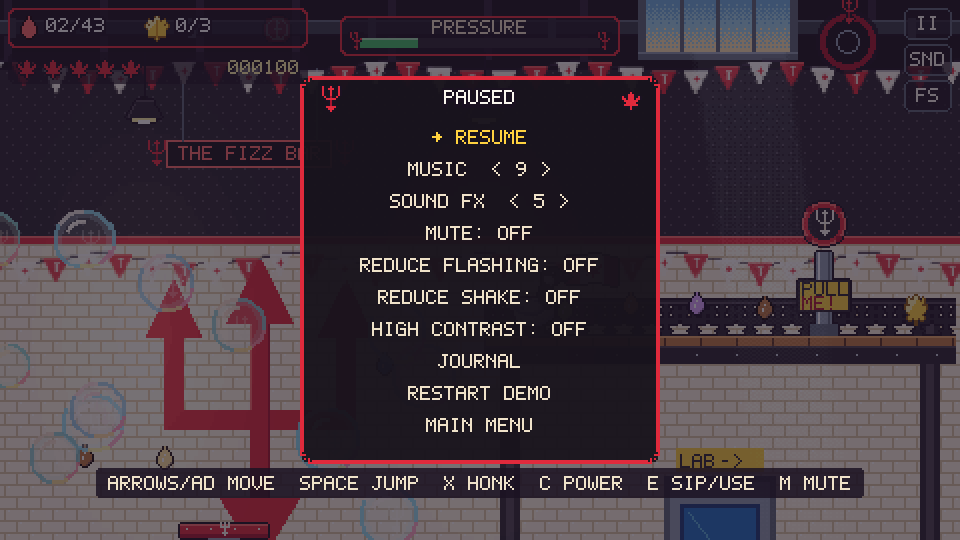 02/43 0/3
PRESSURE
II
SND
FS
000100
PAUSED
→ RESUME
MUSIC < 9 >
SOUND FX < 5 >
MUTE: OFF
REDUCE FLASHING: OFF
REDUCE SHAKE: OFF
HIGH CONTRAST: OFF
JOURNAL
RESTART DEMO
MAIN MENU
THE FIZZ
PULL
ME!
LAB->
ARROWS/AD MOVE SPACE JUMP X HONK C POWER E SIP/USE M MUTE